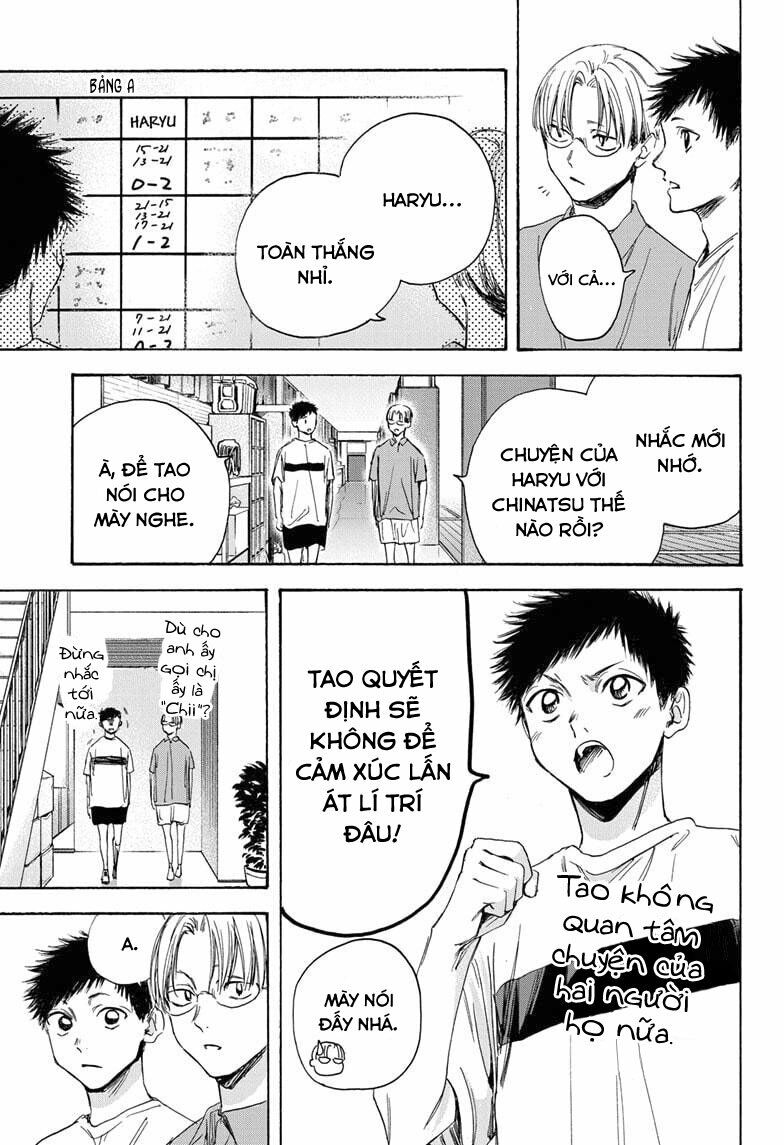 VỚI CẢ...
BẢNG A
HARYU
15-21
13-21
0-2
21-15
13-21
17-21
1-2
7-21
11-21
HARYU...
TOÀN THẮNG
NHỈ.
NHẮC MỚI
NHỚ.
CHUYỆN CỦA
HARYU VỚI
CHINATSU THẾ
NÀO RỒI?
À, ĐỂ TAO
NÓI CHO
MÀY NGHE.
TAO QUYẾT
ĐỊNH SẼ
KHÔNG ĐỂ
CẢM XÚC LẤN
ÁT LÍ TRÍ
ĐÂU!
Tao không
quan tâm
chuyện của
hai người
họ nữa.
MÀY NÓI
ĐẤY NHÁ.
Dù cho
anh ấy
gọi chị
ấy là
"Chii"?
Đừng
nhắc
tới
nữa.
A.